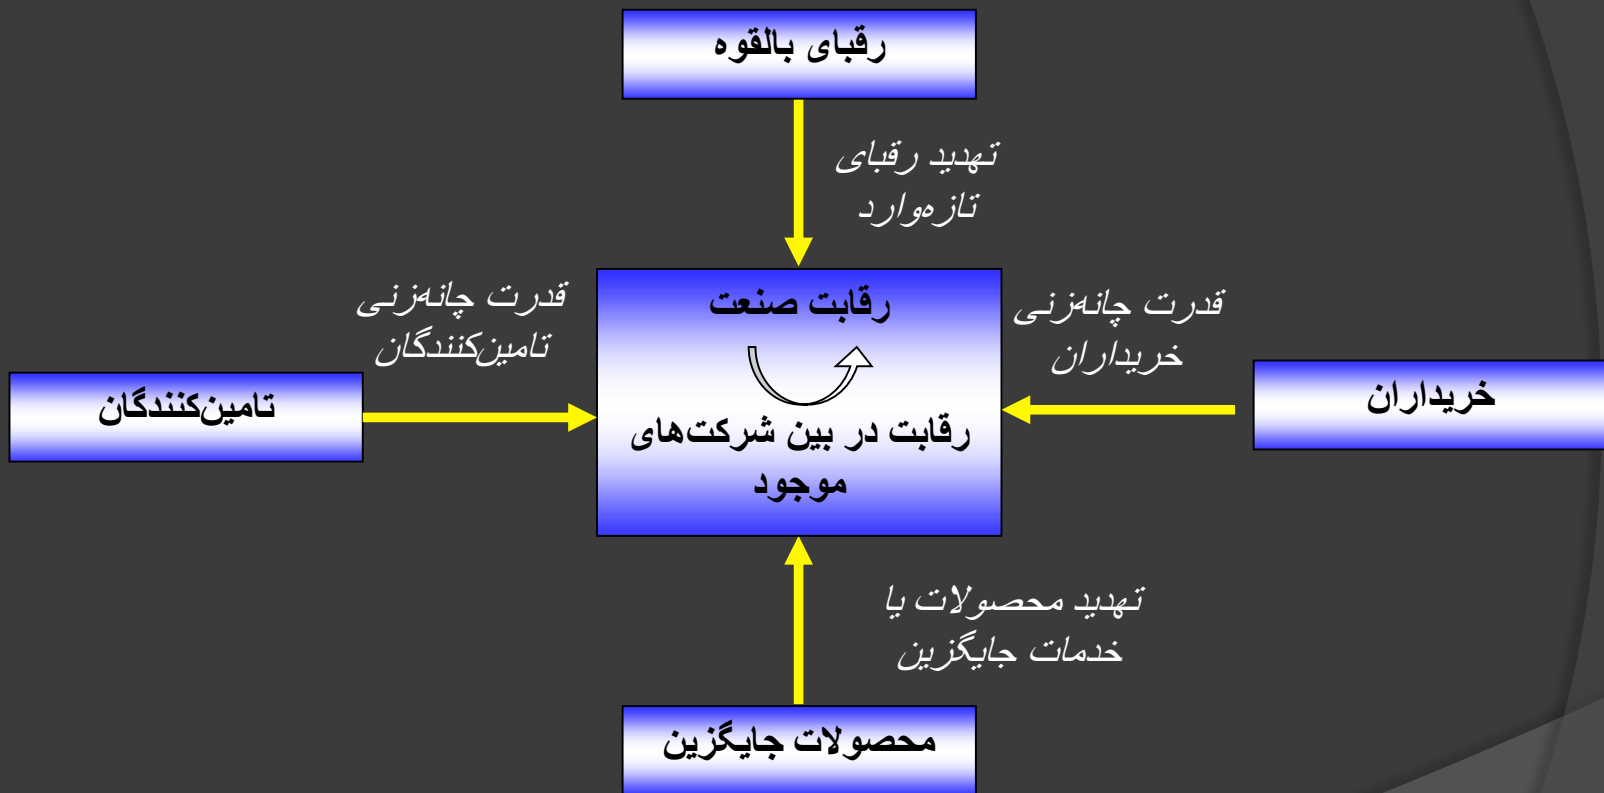 رقبای بالقوه
تهدید رقبای
تازه‌وارد
قدرت چانه‌زنی
خریداران
خریداران
رقابت صنعت
رقابت در بین شرکت‌های
موجود
قدرت چانه‌زنی
تامین‌کنندگان
تامین‌کنندگان
تهدید محصولات یا
خدمات جایگزین
محصولات جایگزین